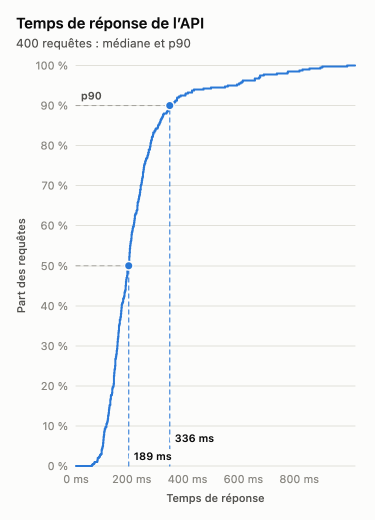 Temps de réponse de l’API
400 requêtes : médiane et p90
100 %
p90
90 %
80 %
70 %
60 %
50 %
40 %
30 %
20 %
10 %
0 %
Part des requêtes
336 ms
189 ms
0 ms 200 ms 400 ms 600 ms 800 ms
Temps de réponse